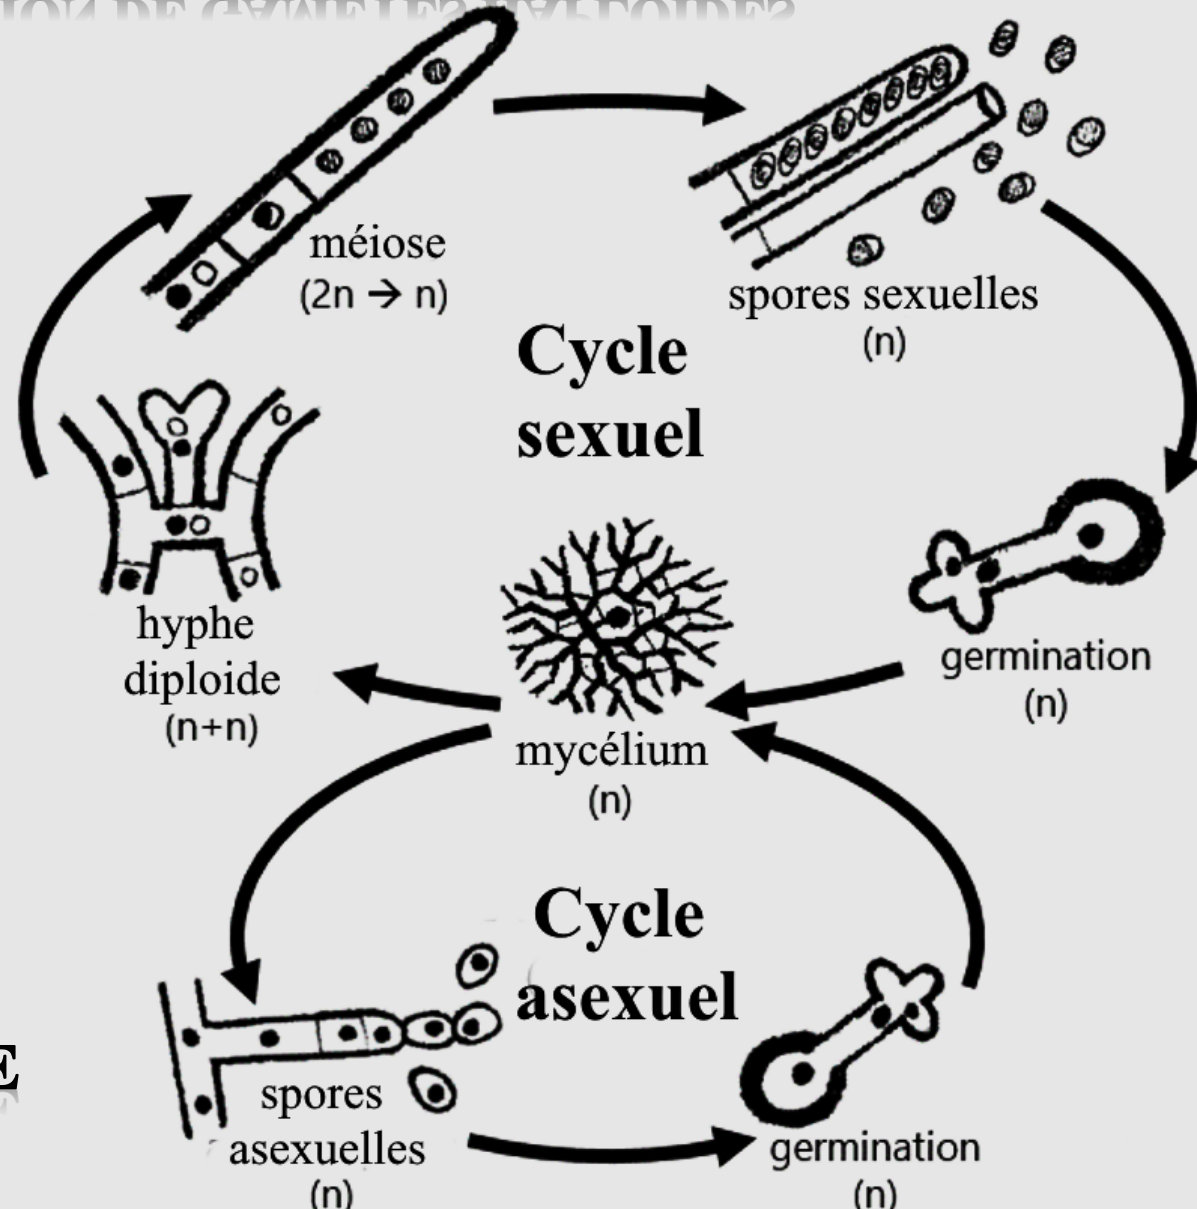 méiose
(2n → n)
spores sexuelles
(n)
Cycle
sexuel
hyphe
diploide
(n+n)
germination
(n)
mycélium
(n)
Cycle
asexuel
E
spores
asexuelles
(n)
germination
(n)